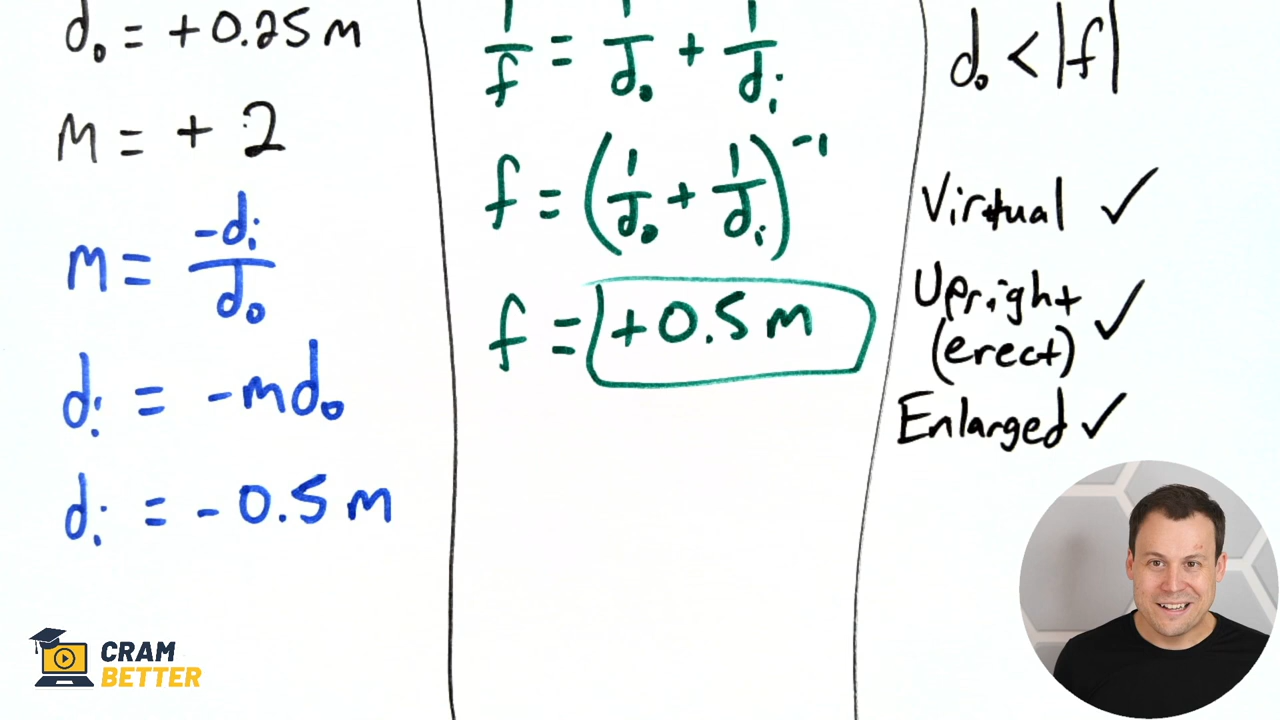 d₀ = +0.25 m
M = + 2
m = -dᵢ / d₀
dᵢ = -md₀
dᵢ = -0.5 m
1/f = 1/d₀ + 1/dᵢ
f = (1/d₀ + 1/dᵢ)⁻¹
f = +0.5 m
d₀ < |f|
Virtual ✓
Upright ✓
(erect)
Enlarged ✓
CRAM
BETTER